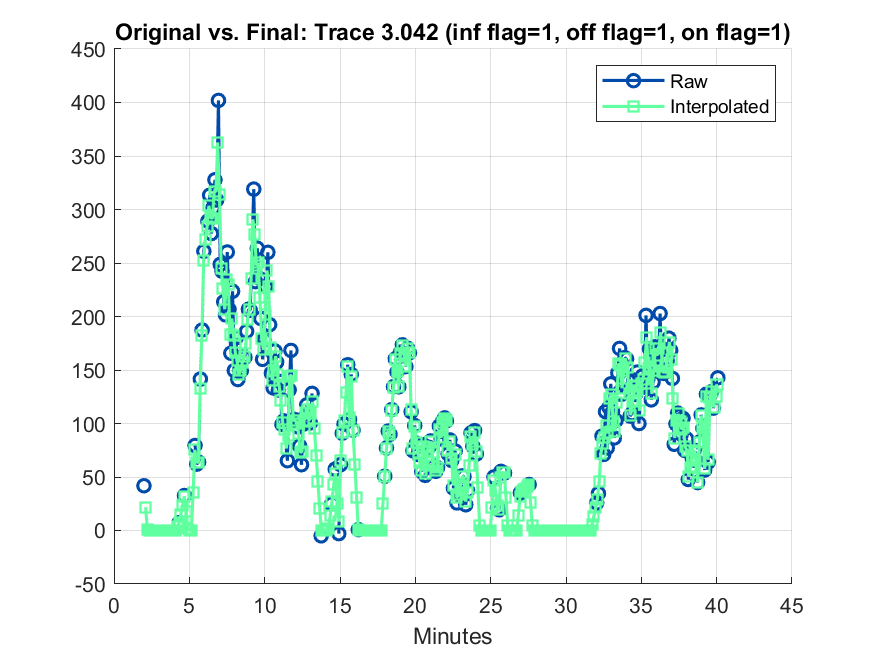 Original vs. Final: Trace 3.042 (inf flag=1, off flag=1, on flag=1)
450
400
350
300
250
200
150
100
50
0
-50
Raw
Interpolated
0 5 10 15 20 25 30 35 40 45
Minutes